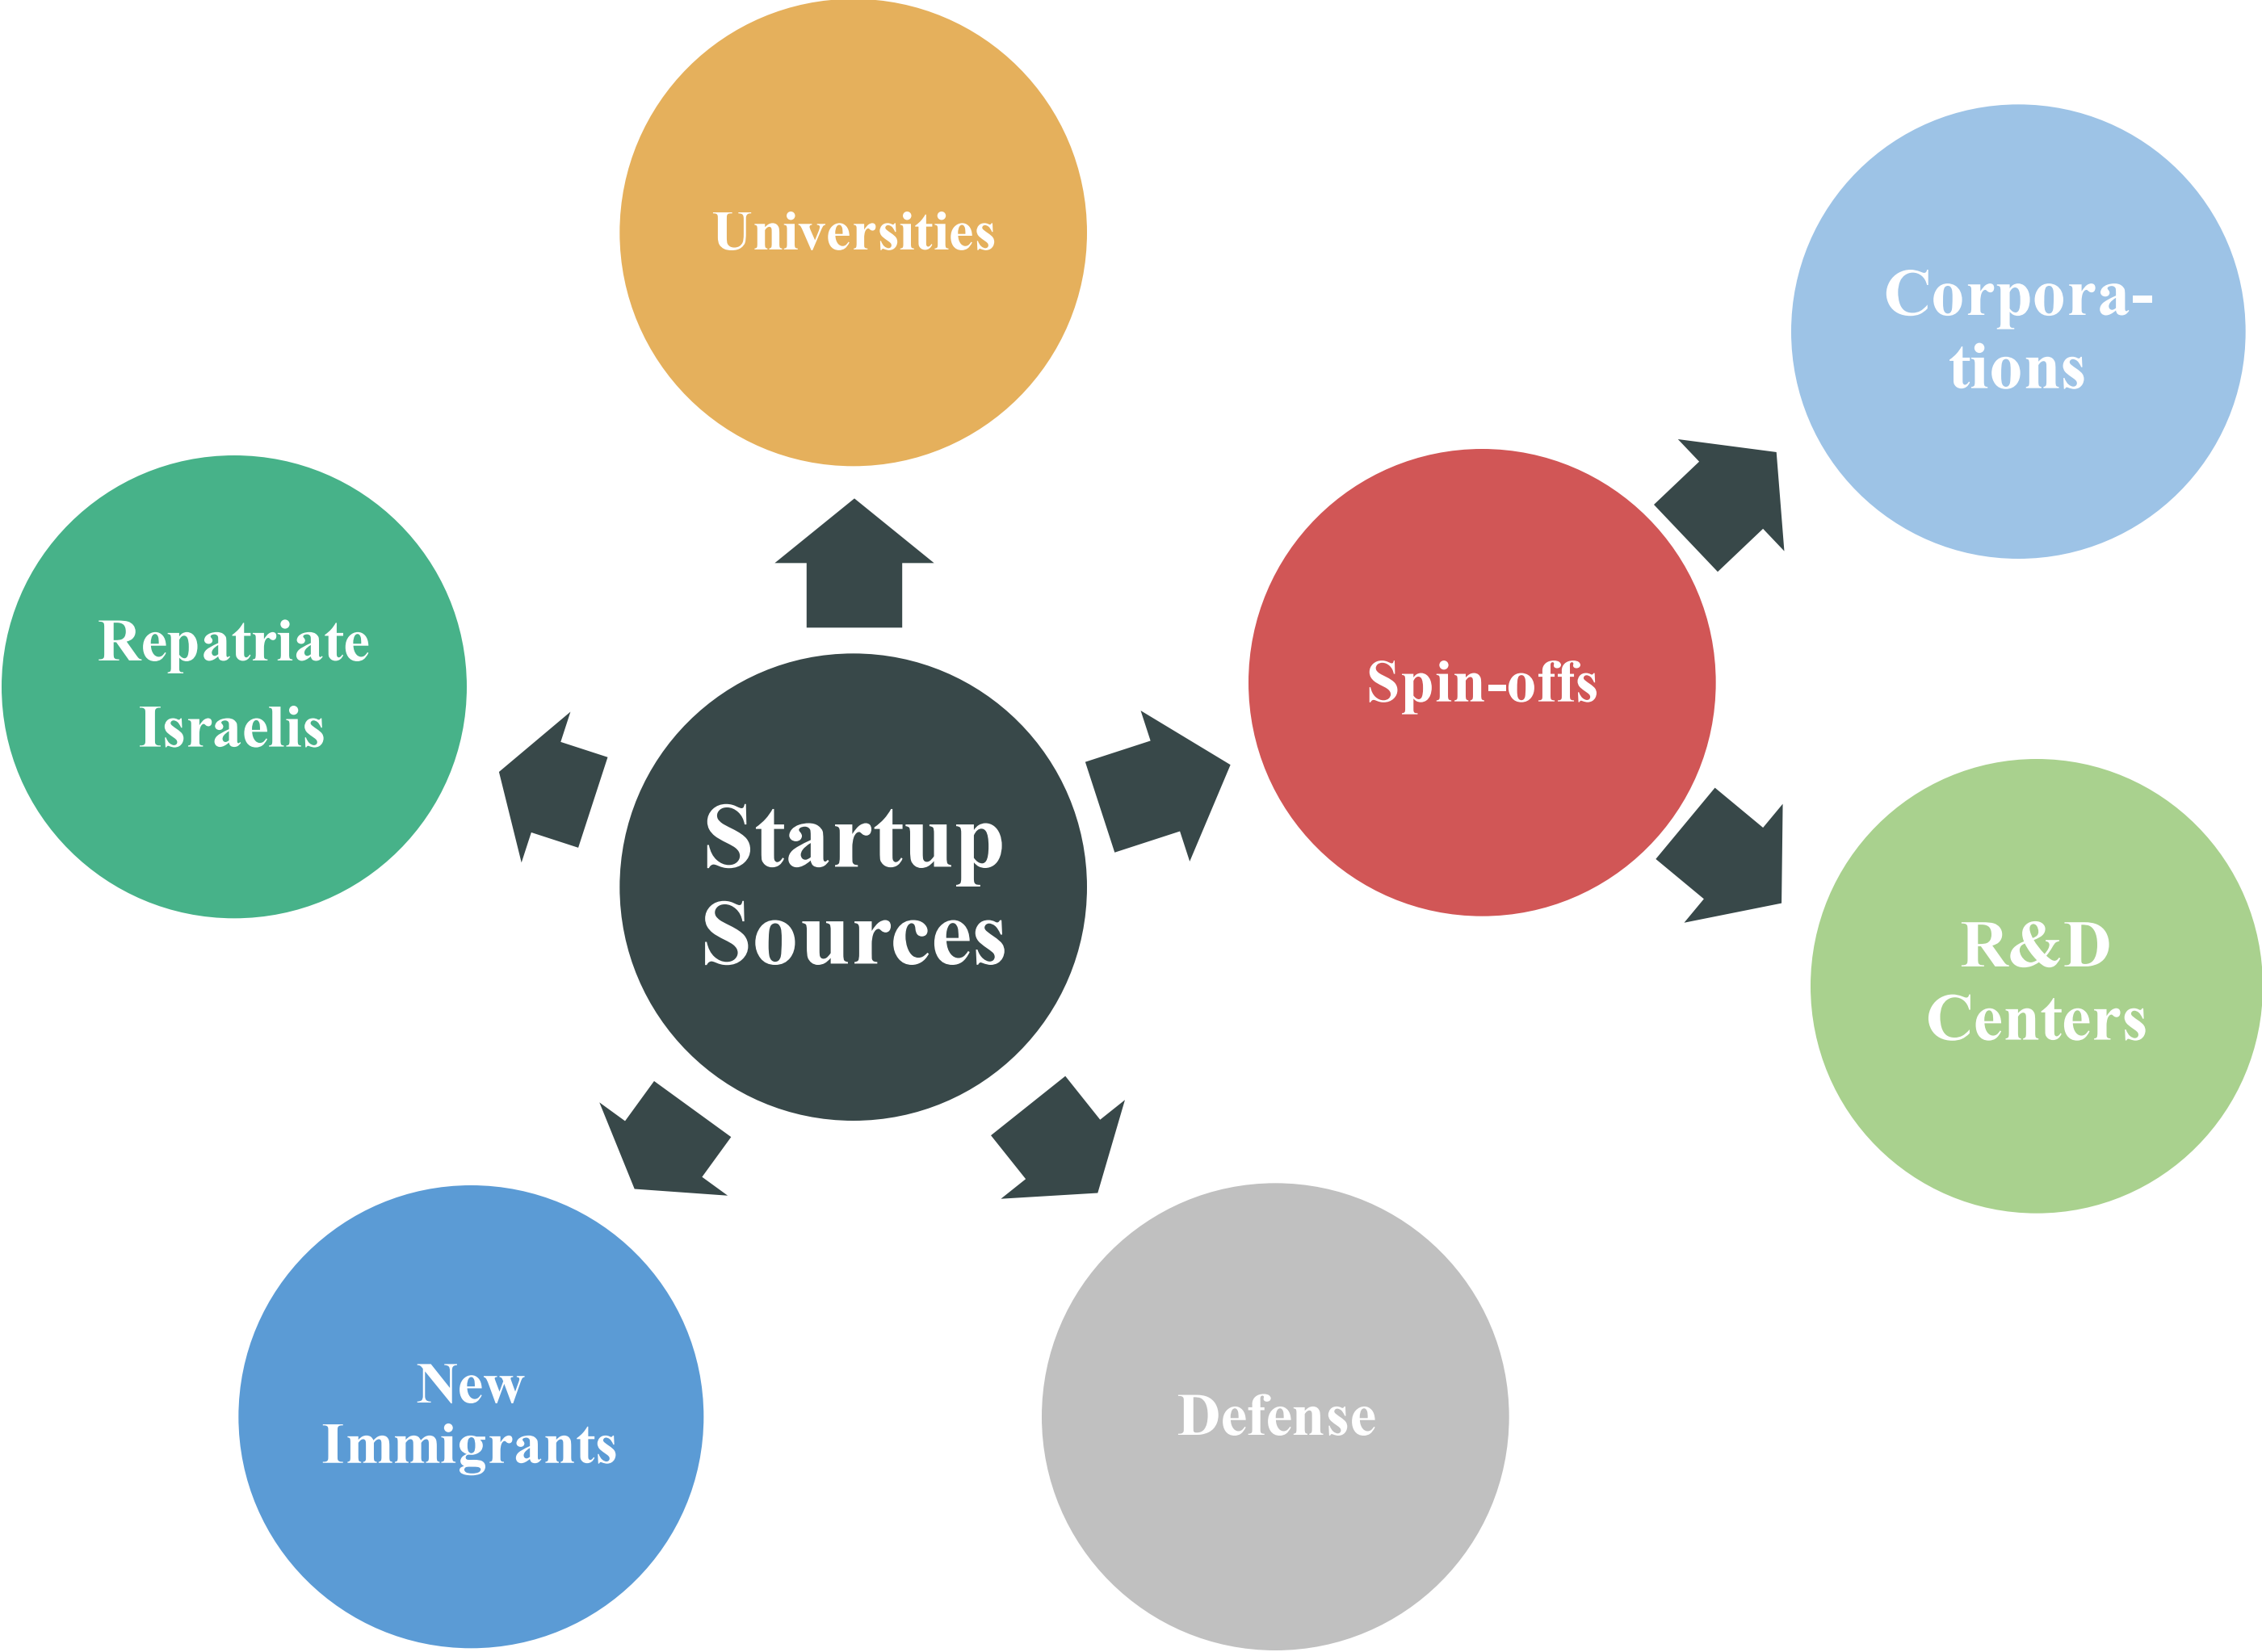 Universities
Corpora-
tions
Repatriate
Israelis
Spin-offs
Startup
Sources
R&D
Centers
New
Immigrants
Defense